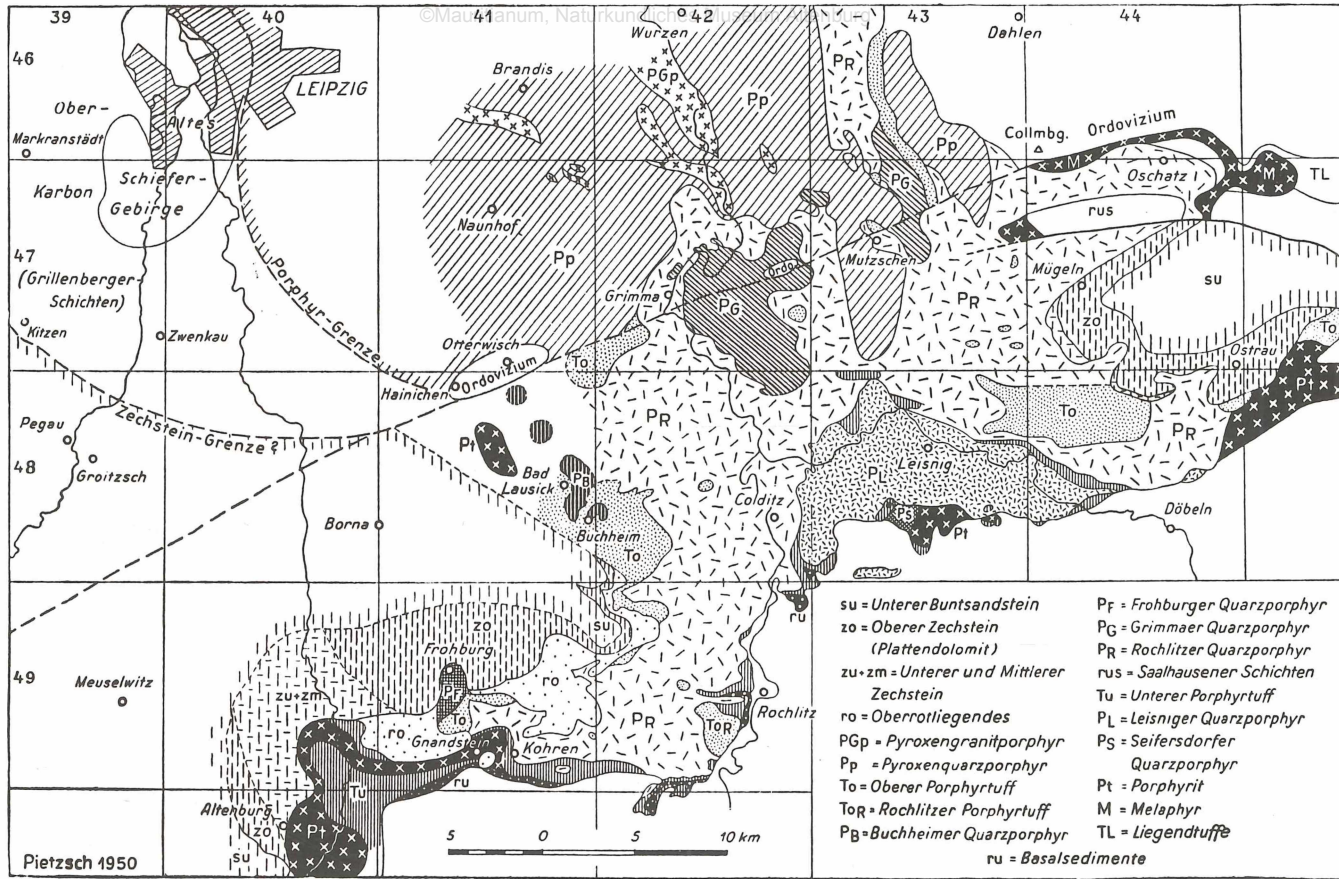 ©Mauritianum, Naturkundliches Museum Altenburg
39
40
41
42
43
44
46
Wurzen
Dahlen
Ober-
Markranstädt
LEIPZIG
Altes
Brandis
PGp
Pp
PR
Pp
Collmbg.
Ordovizium
M
Oschatz
M
TL
Karbon
Schiefer-
Gebirge
Naunhof
PG
rus
47
(Grillenberger-
Schichten)
Pp
Ordov.
Mutzschen
Mügeln
su
Kitzen
Zwenkau
Porphyr-Grenze
Grimma
PG
PR
zo
Otterwisch
Ordovizium
To
Hainichen
Ostrau
To
Pt
Zechstein-Grenze?
Pegau
48
Groitzsch
Pt
PR
To
PR
Leisnig
PL
Bad
Lausick
PB
Colditz
Borna
Buchheim
To
PS
Pt
Döbeln
ru
zo
su
49
Meuselwitz
Frohburg
PF
To
ro
zu+zm
PR
Rochlitz
ToR
ro
Gnandstein
Kohren
ru
Tu
Altenburg
zo
Pt
su
5 0 5 10 km
Pietzsch 1950
su = Unterer Buntsandstein
zo = Oberer Zechstein
(Plattendolomit)
zu+zm = Unterer und Mittlerer
Zechstein
ro = Oberrotliegendes
PGp = Pyroxengranitporphyr
Pp = Pyroxenquarzporphyr
To = Oberer Porphyrtuff
ToR = Rochlitzer Porphyrtuff
PB = Buchheimer Quarzporphyr
PF = Frohburger Quarzporphyr
PG = Grimmaer Quarzporphyr
PR = Rochlitzer Quarzporphyr
rus = Saalhausener Schichten
Tu = Unterer Porphyrtuff
PL = Leisniger Quarzporphyr
PS = Seifersdorfer
Quarzporphyr
Pt = Porphyrit
M = Melaphyr
TL = Liegendtuffe
ru = Basalsedimente